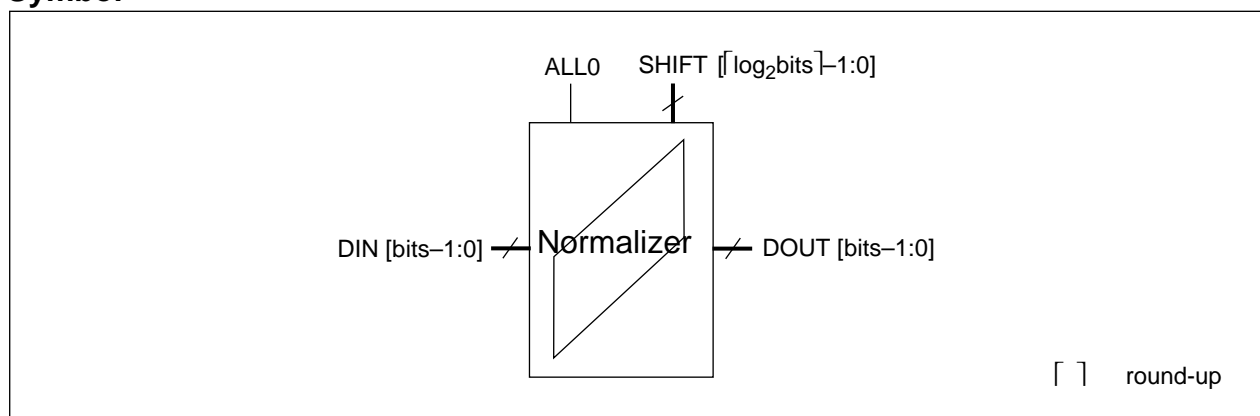 Symbol
ALL0
SHIFT [⌈log₂bits⌉–1:0]
DIN [bits–1:0]
Normalizer
DOUT [bits–1:0]
⌈ ⌉ round-up